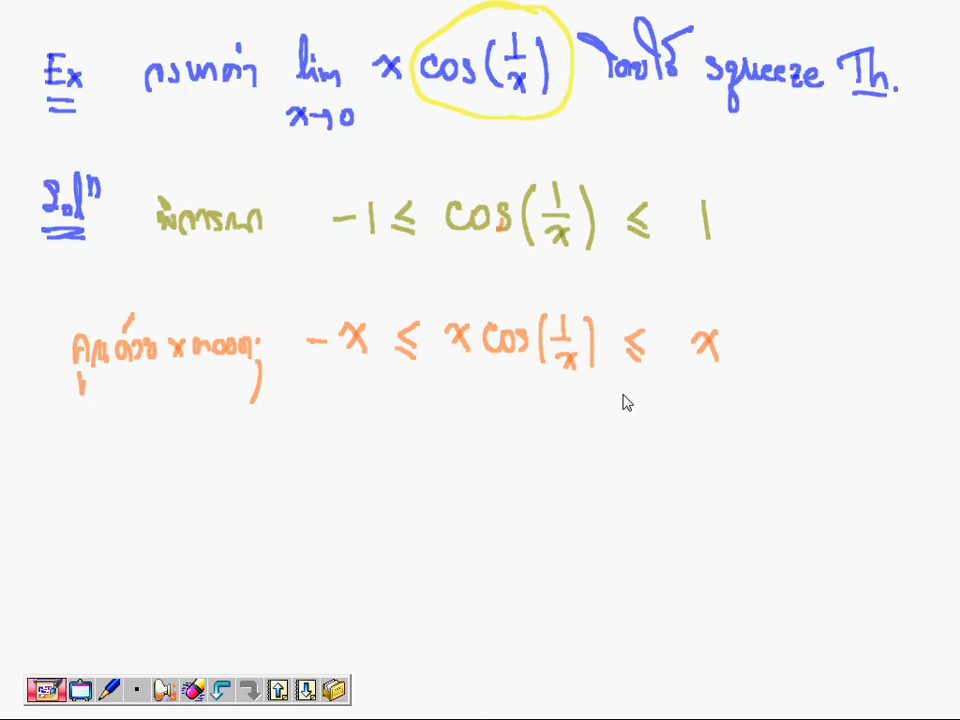 Ex จงหาค่า lim x→0 x cos(1/x) โดยใช้ squeeze Th.
Solⁿ พิจารณา -1 ≤ cos(1/x) ≤ 1
คูณด้วย x ตลอด; -x ≤ x cos(1/x) ≤ x